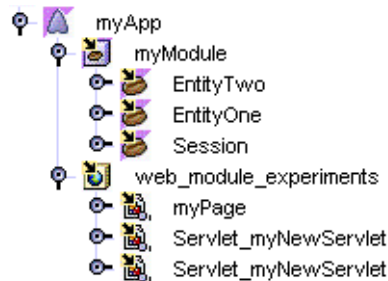 myApp
myModule
EntityTwo
EntityOne
Session
web_module_experiments
myPage
Servlet_myNewServlet
Servlet_myNewServlet